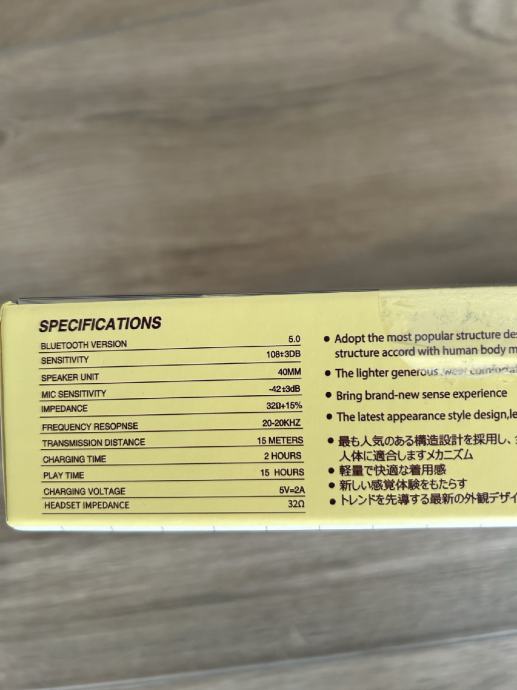 SPECIFICATIONS
BLUETOOTH VERSION 5.0
SENSITIVITY 108±3DB
SPEAKER UNIT 40MM
MIC SENSITIVITY -42±3dB
IMPEDANCE 32Ω+15%
FREQUENCY RESOPNSE 20-20KHZ
TRANSMISSION DISTANCE 15 METERS
CHARGING TIME 2 HOURS
PLAY TIME 15 HOURS
CHARGING VOLTAGE 5V=2A
HEADSET IMPEDANCE 32Ω
● Adopt the most popular structure de
structure accord with human body m
● The lighter generous, wear comfortab
● Bring brand-new sense experience
● The latest appearance style design,le
● 最も人気のある構造設計を採用し、
人体に適合しますメカニズム
● 軽量で快適な着用感
● 新しい感覚体験をもたらす
● トレンドを先導する最新の外観デザイ